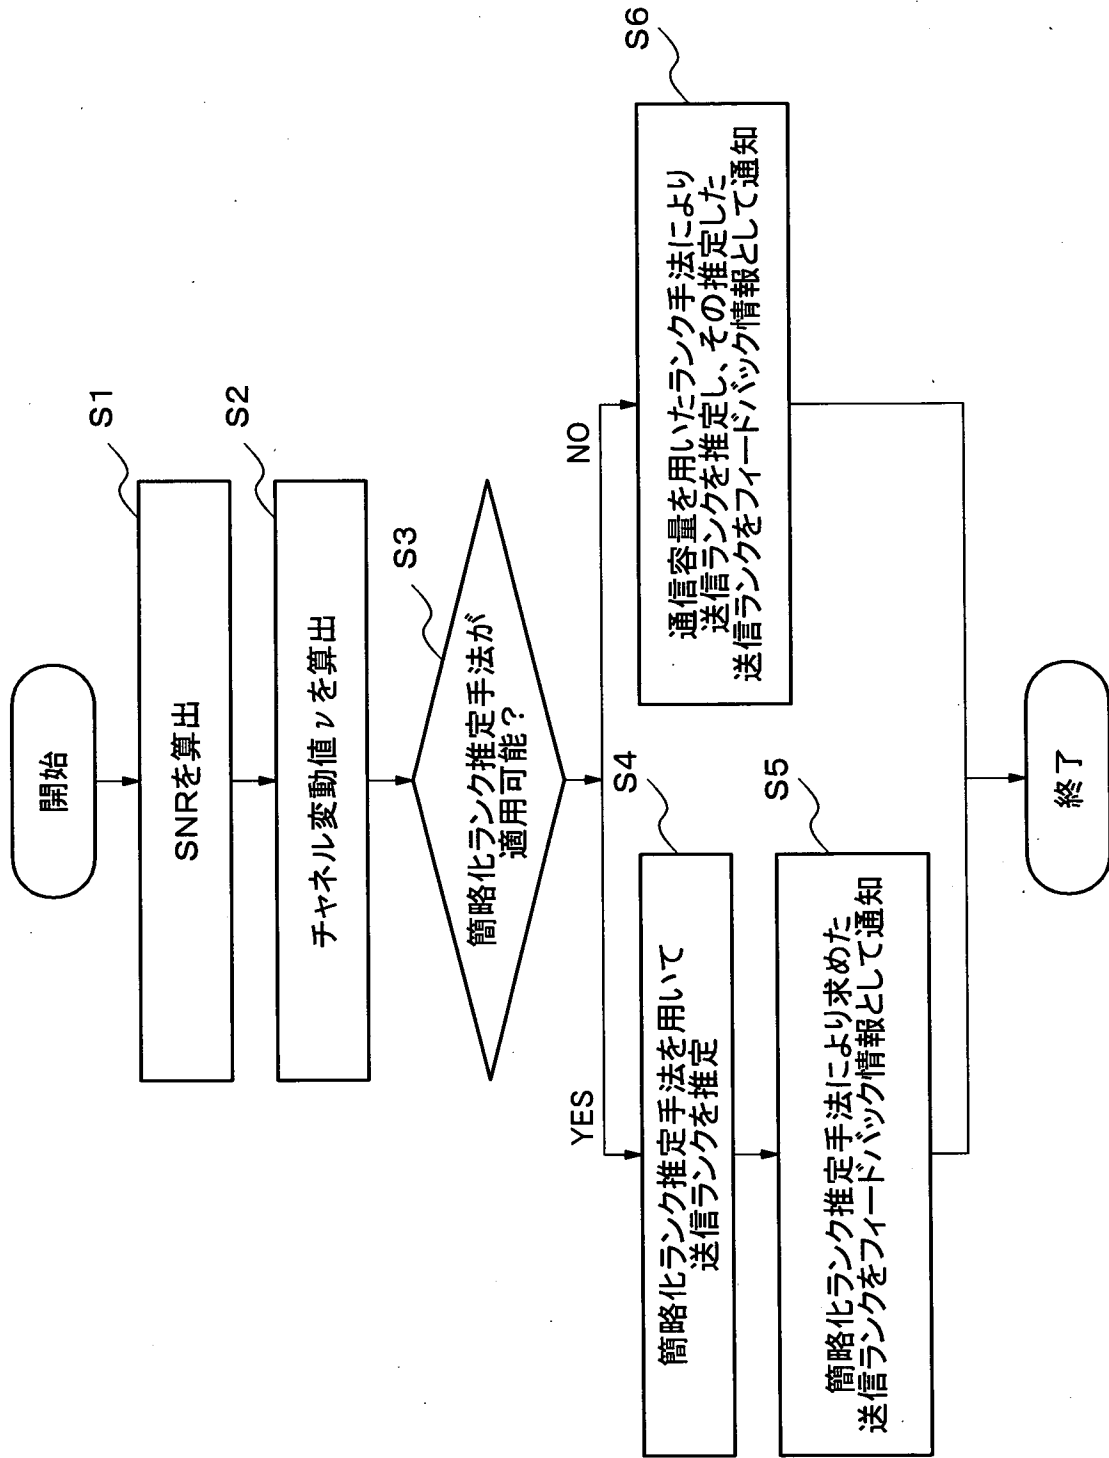 開始
S1
SNRを算出
S2
チャネル変動値νを算出
S3
簡略化ランク推定手法が
適用可能?
YES
NO
S4
簡略化ランク推定手法を用いて
送信ランクを推定
S5
簡略化ランク推定手法により求めた
送信ランクをフィードバック情報として通知
S6
通信容量を用いたランク手法により
送信ランクを推定し、その推定した
送信ランクをフィードバック情報として通知
終了